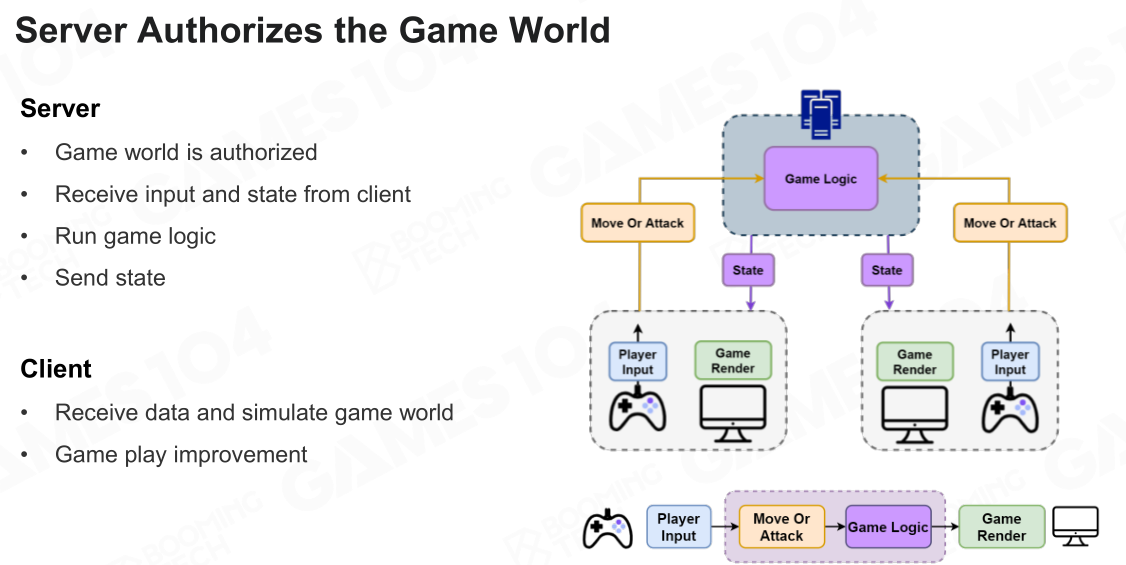 Server Authorizes the Game World
Server
• Game world is authorized
• Receive input and state from client
• Run game logic
• Send state
Client
• Receive data and simulate game world
• Game play improvement
Game Logic
Move Or Attack
Move Or Attack
State
State
Player
Input
Game
Render
Game
Render
Player
Input
Player
Input
Move Or
Attack
Game Logic
Game
Render
BOOMING
TECH
GAMES104